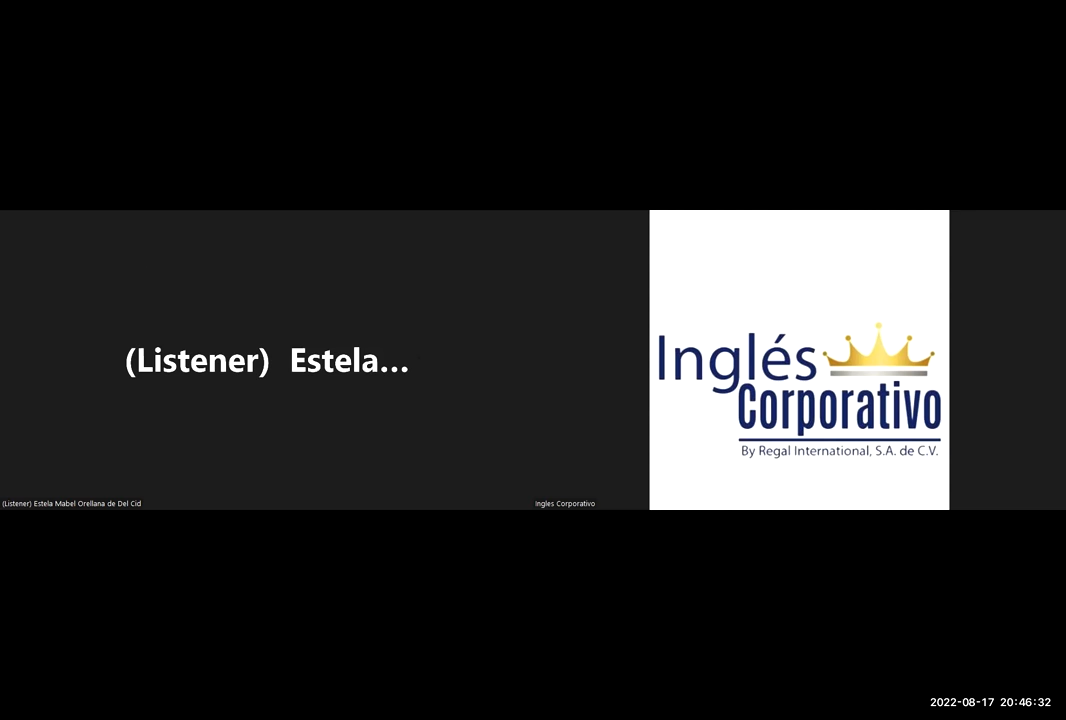 (Listener) Estela...
Inglés
Corporativo
By Regal International, S.A. de C.V.
(Listener) Estela Mabel Orellana de Del Cid
Ingles Corporativo
2022-08-17 20:46:32